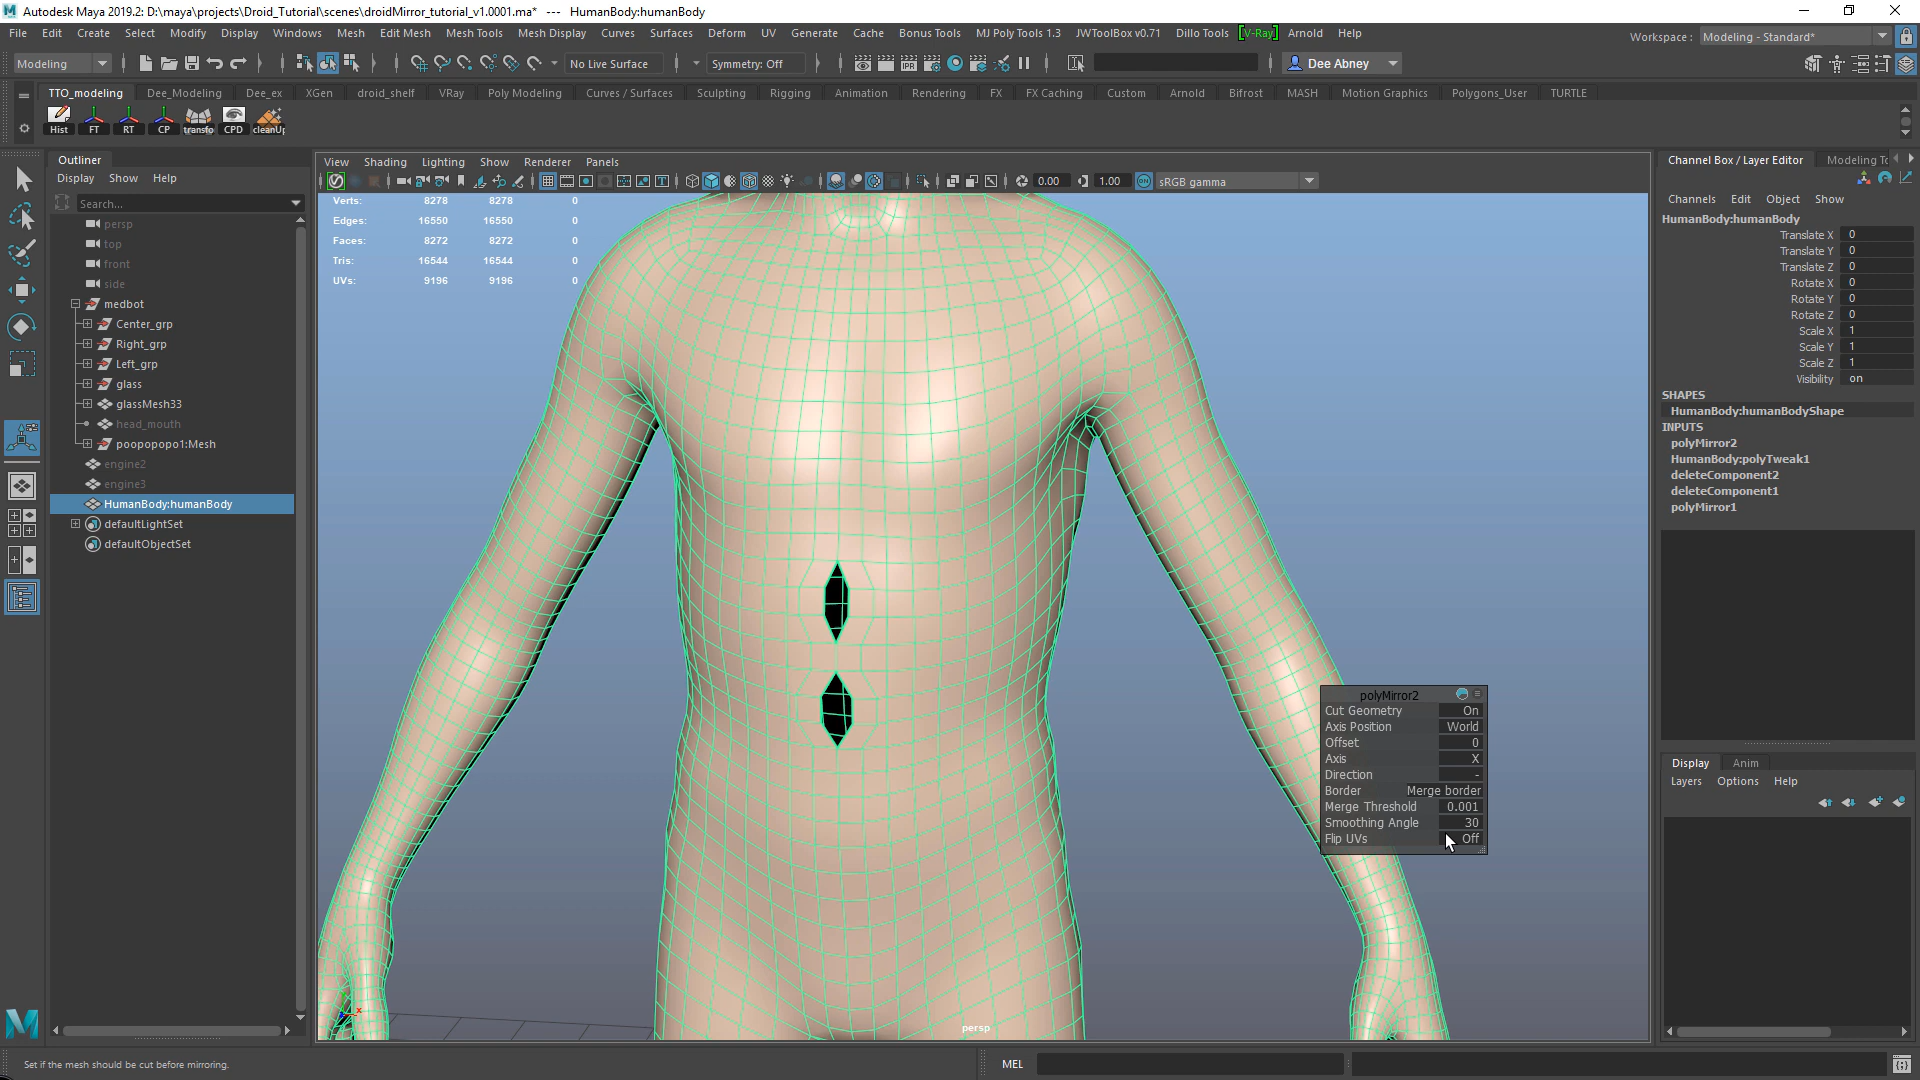 Autodesk Maya 2019.2: D:\maya\projects\Droid_Tutorial\scenes\droidMirror_tutorial_v1.0001.ma* --- HumanBody:humanBody
File Edit Create Select Modify Display Windows Mesh Edit Mesh Mesh Tools Mesh Display Curves Surfaces Deform UV Generate Cache Bonus Tools MJ Poly Tools 1.3 JWToolBox v0.71 Dillo Tools [V-Ray] Arnold Help
Workspace : Modeling - Standard*
Modeling No Live Surface Symmetry: Off Dee Abney
TTO_modeling Dee_Modeling Dee_ex XGen droid_shelf VRay Poly Modeling Curves / Surfaces Sculpting Rigging Animation Rendering FX FX Caching Custom Arnold Bifrost MASH Motion Graphics Polygons_User TURTLE
Hist FT RT CP transfo CPD cleanUp
Outliner
Display Show Help
Search...
persp
top
front
side
medbot
Center_grp
Right_grp
Left_grp
glass
glassMesh33
head_mouth
poopopopo1:Mesh
engine2
engine3
HumanBody:humanBody
defaultLightSet
defaultObjectSet
View Shading Lighting Show Renderer Panels
0.00 1.00 sRGB gamma
Verts: 8278 8278 0
Edges: 16550 16550 0
Faces: 8272 8272 0
Tris: 16544 16544 0
UVs: 9196 9196 0
polyMirror2
Cut Geometry On
Axis Position World
Offset 0
Axis X
Direction -
Border Merge border
Merge Threshold 0.001
Smoothing Angle 30
Flip UVs Off
persp
Channel Box / Layer Editor Modeling To
Channels Edit Object Show
HumanBody:humanBody
Translate X 0
Translate Y 0
Translate Z 0
Rotate X 0
Rotate Y 0
Rotate Z 0
Scale X 1
Scale Y 1
Scale Z 1
Visibility on
SHAPES
HumanBody:humanBodyShape
INPUTS
polyMirror2
HumanBody:polyTweak1
deleteComponent2
deleteComponent1
polyMirror1
Display Anim
Layers Options Help
Set if the mesh should be cut before mirroring.
MEL